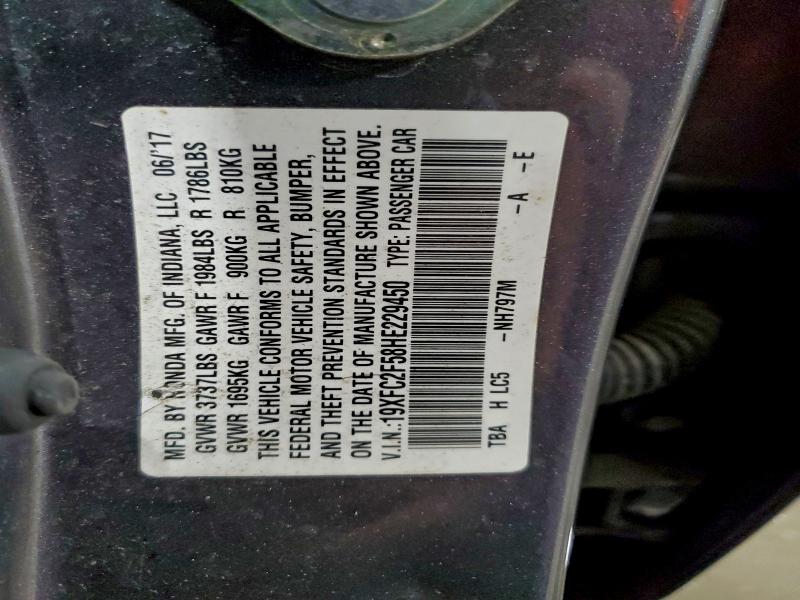 MFD. BY HONDA MFG. OF INDIANA, LLC 06/'17
GVWR 3737LBS GAWR F 1984LBS R 1786LBS
GVWR 1695KG GAWR F 900KG R 810KG
THIS VEHICLE CONFORMS TO ALL APPLICABLE
FEDERAL MOTOR VEHICLE SAFETY, BUMPER,
AND THEFT PREVENTION STANDARDS IN EFFECT
ON THE DATE OF MANUFACTURE SHOWN ABOVE.
V.I.N.:19XFC2F58HE229450 TYPE: PASSENGER CAR
TBA H LC5 -NH797M -A -E